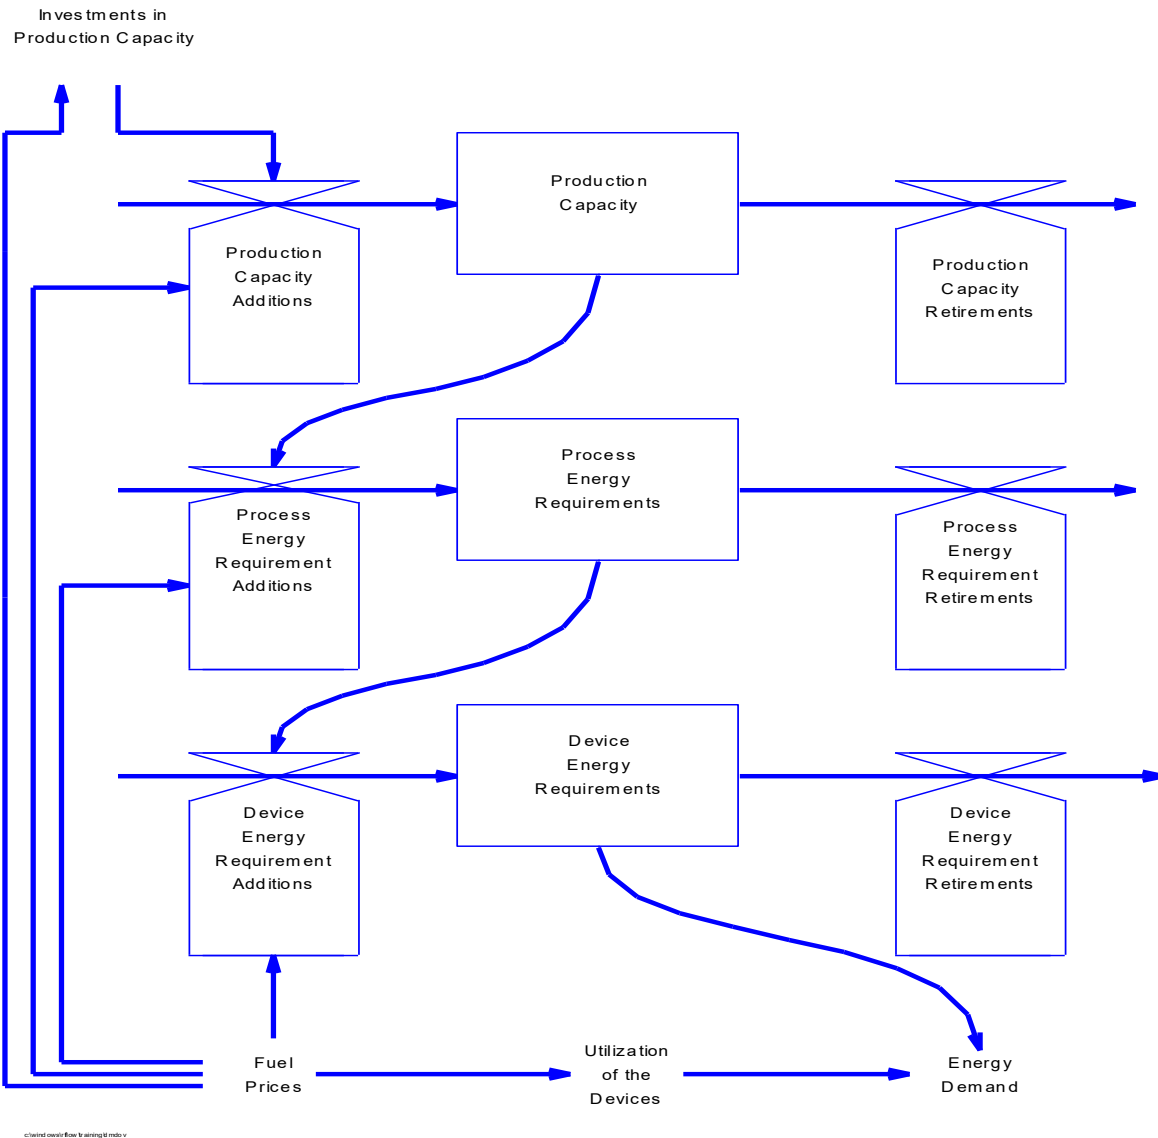 Investments in
Production Capacity
Production
Capacity
Production
Capacity
Additions
Production
Capacity
Retirements
Process
Energy
Requirements
Process
Energy
Requirement
Additions
Process
Energy
Requirement
Retirements
Device
Energy
Requirements
Device
Energy
Requirement
Additions
Device
Energy
Requirement
Retirements
Fuel
Prices
Utilization
of the
Devices
Energy
Demand